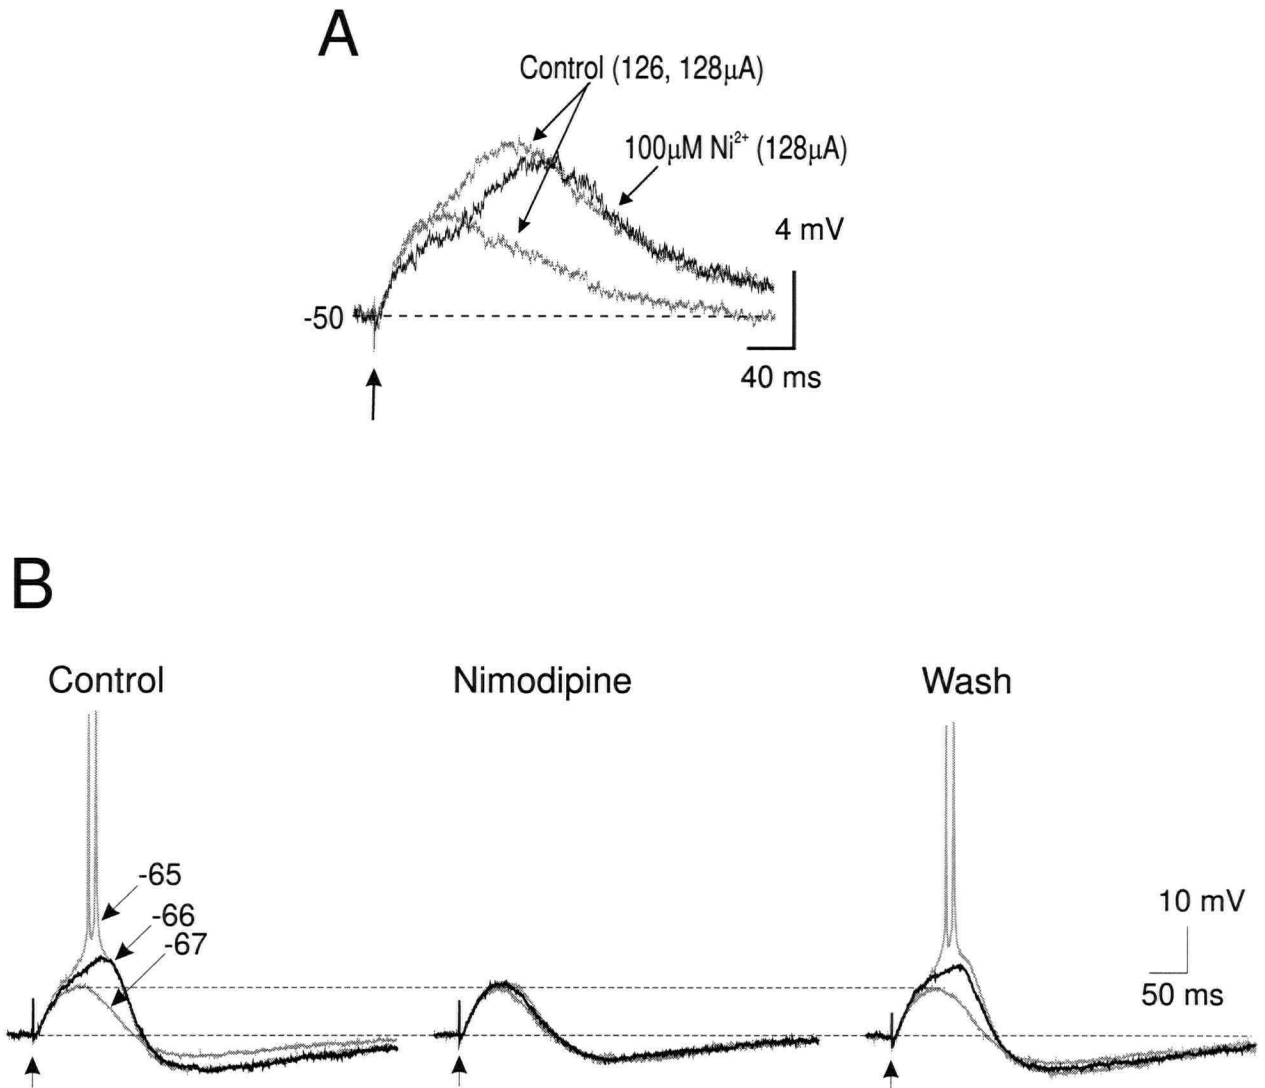 A
Control (126, 128μA)
100μM Ni²⁺ (128μA)
4 mV
-50
40 ms
B
Control
Nimodipine
Wash
-65
-66
-67
10 mV
50 ms